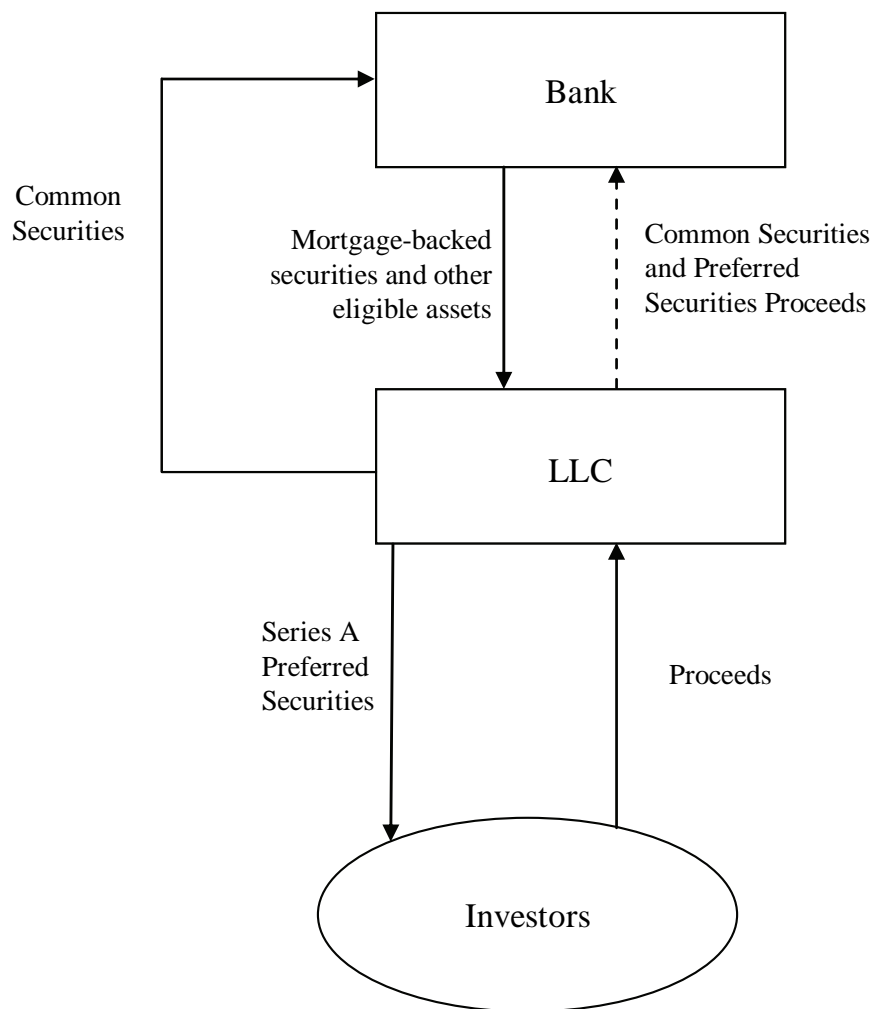 Bank
Common
Securities
Mortgage-backed
securities and other
eligible assets
Common Securities
and Preferred
Securities Proceeds
LLC
Series A
Preferred
Securities
Proceeds
Investors